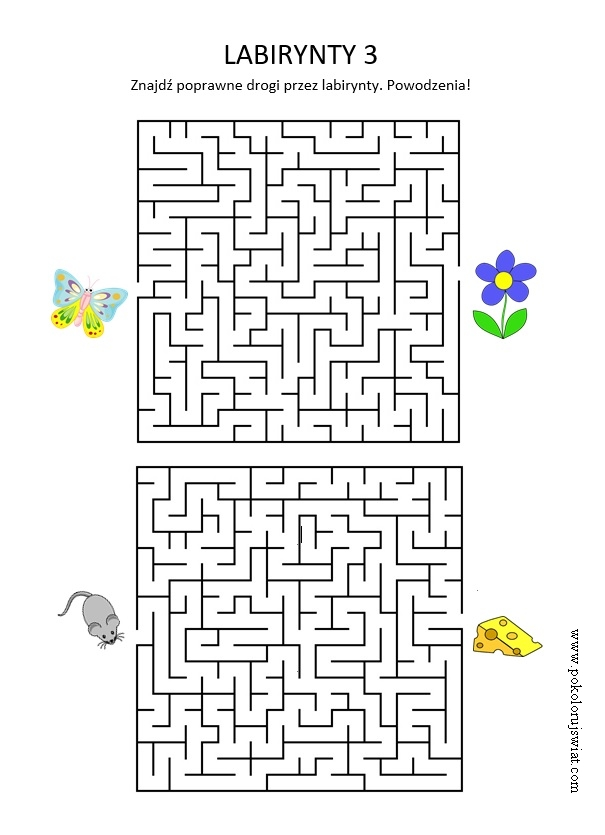 LABIRYNTY 3
Znajdź poprawne drogi przez labirynty. Powodzenia!
www.pokolorujswiat.com